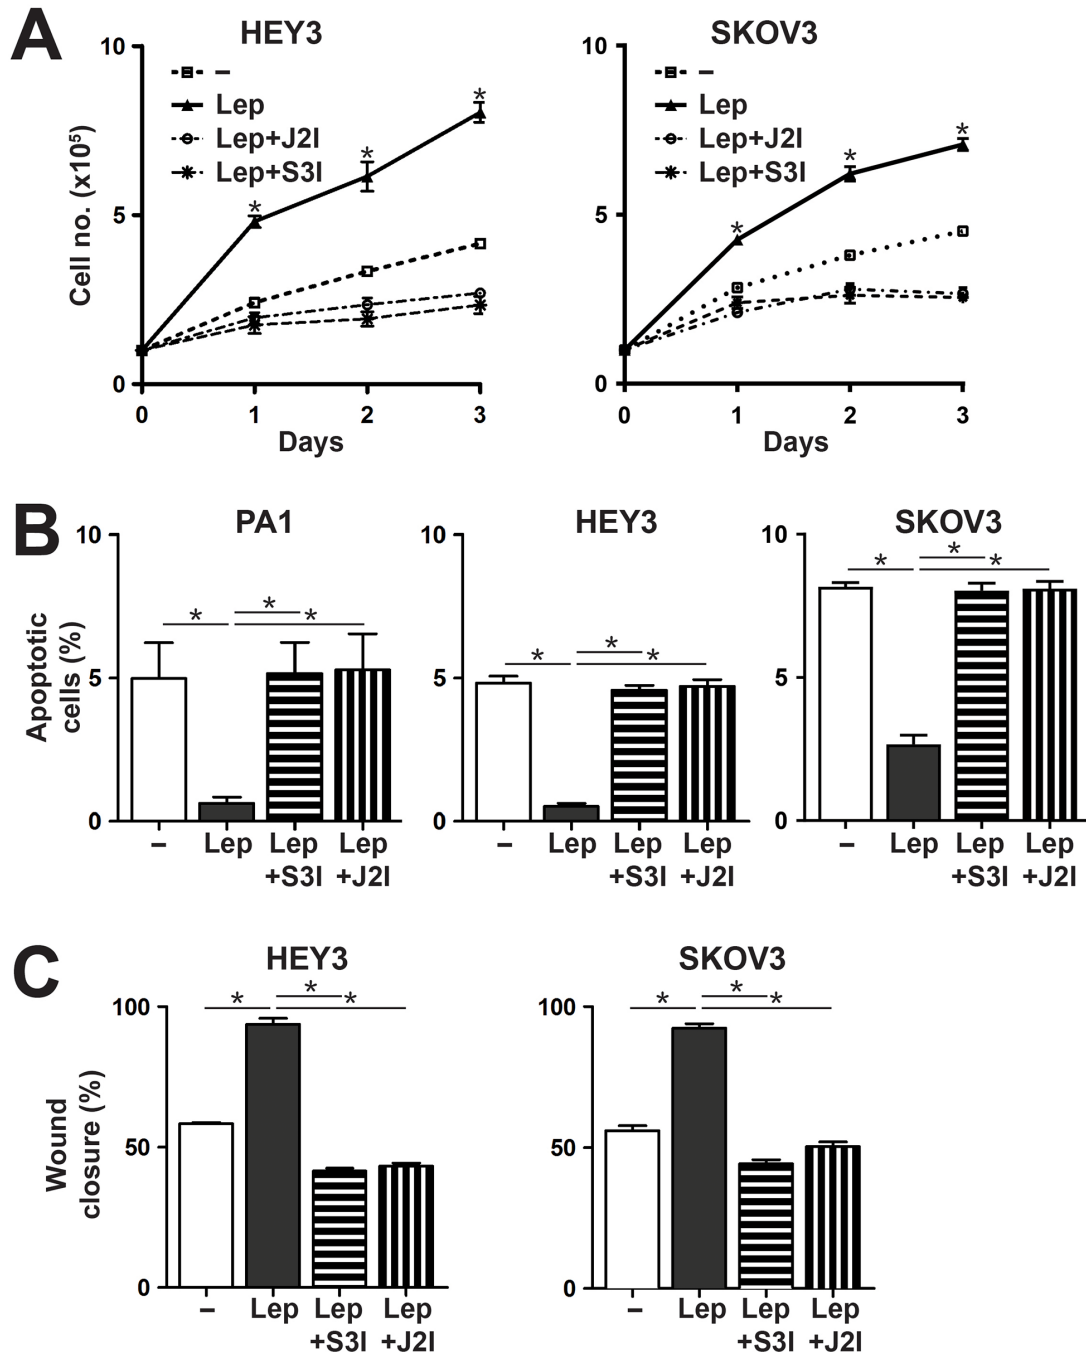 A
HEY3
SKOV3
10
5
0
Cell no. (x10⁵)
–
Lep
Lep+J2I
Lep+S3I
*
*
*
0 1 2 3
Days
10
5
0
–
Lep
Lep+J2I
Lep+S3I
*
*
*
0 1 2 3
Days
B
PA1
HEY3
SKOV3
Apoptotic
cells (%)
10
5
0
* * *
– Lep Lep Lep
+S3I +J2I
10
5
0
* * *
– Lep Lep Lep
+S3I +J2I
10
5
0
* * *
– Lep Lep Lep
+S3I +J2I
C
HEY3
SKOV3
Wound
closure (%)
100
50
0
* * *
– Lep Lep Lep
+S3I +J2I
100
50
0
* * *
– Lep Lep Lep
+S3I +J2I